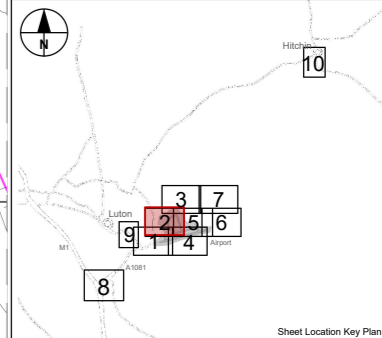 N
Hitchin
10
3 7
Luton
2 5 6
9 1 4
Airport
M1
A1081
8
Sheet Location Key Plan